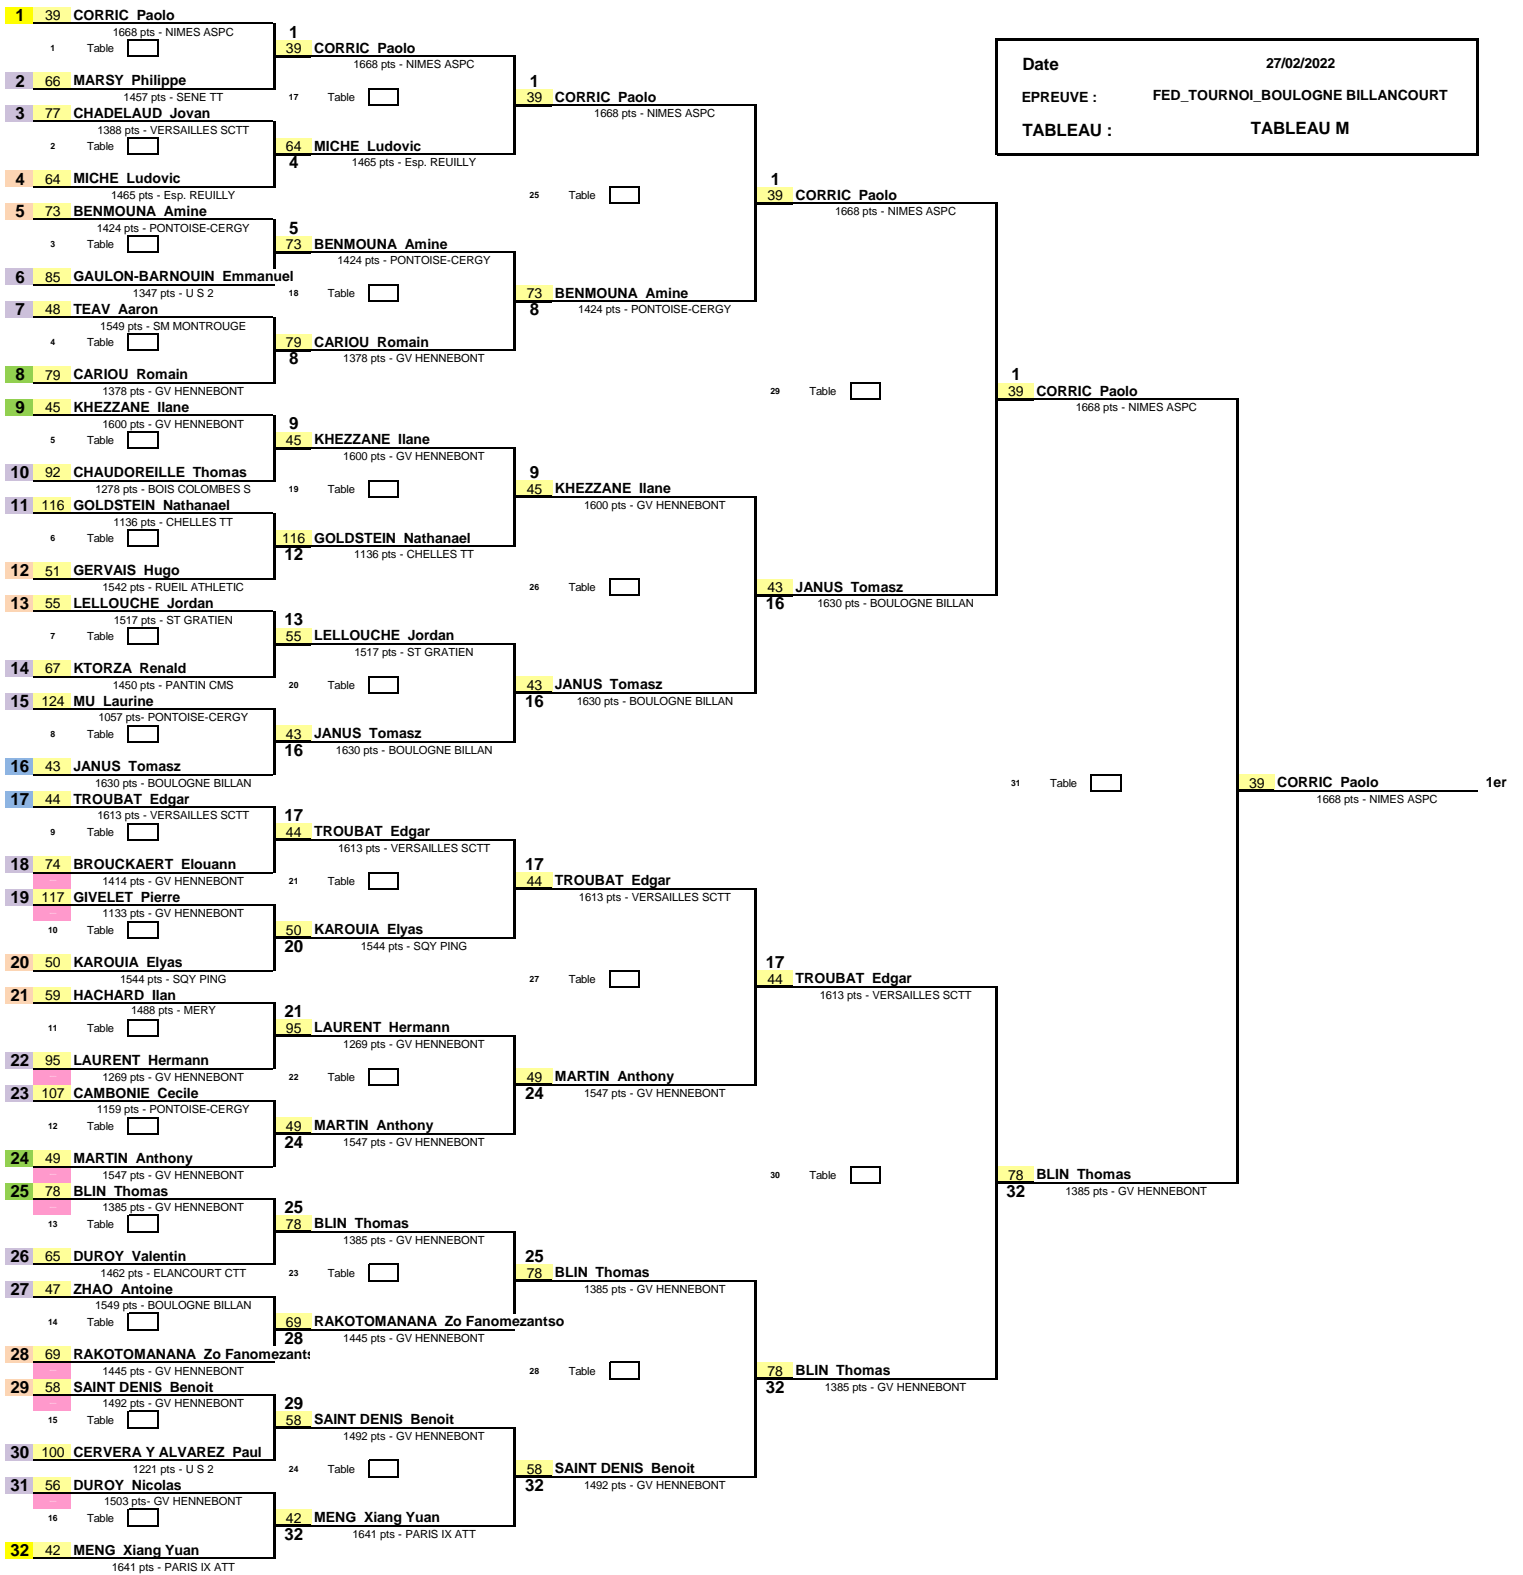 Date 27/02/2022
EPREUVE : FED_TOURNOI_BOULOGNE BILLANCOURT
TABLEAU : TABLEAU M
1 39 CORRIC Paolo
1668 pts - NIMES ASPC
1 Table
2 66 MARSY Philippe
1457 pts - SENE TT
3 77 CHADELAUD Jovan
1388 pts - VERSAILLES SCTT
2 Table
4 64 MICHE Ludovic
1465 pts - Esp. REUILLY
5 73 BENMOUNA Amine
1424 pts - PONTOISE-CERGY
3 Table
6 85 GAULON-BARNOUIN Emmanuel
1347 pts - U S 2
7 48 TEAV Aaron
1549 pts - SM MONTROUGE
4 Table
8 79 CARIOU Romain
1378 pts - GV HENNEBONT
9 45 KHEZZANE Ilane
1600 pts - GV HENNEBONT
5 Table
10 92 CHAUDOREILLE Thomas
1278 pts - BOIS COLOMBES S
11 116 GOLDSTEIN Nathanael
1136 pts - CHELLES TT
6 Table
12 51 GERVAIS Hugo
1542 pts - RUEIL ATHLETIC
13 55 LELLOUCHE Jordan
1517 pts - ST GRATIEN
7 Table
14 67 KTORZA Renald
1450 pts - PANTIN CMS
15 124 MU Laurine
1057 pts- PONTOISE-CERGY
8 Table
16 43 JANUS Tomasz
1630 pts - BOULOGNE BILLAN
17 44 TROUBAT Edgar
1613 pts - VERSAILLES SCTT
9 Table
18 74 BROUCKAERT Elouann
1414 pts - GV HENNEBONT
19 117 GIVELET Pierre
1133 pts - GV HENNEBONT
10 Table
20 50 KAROUIA Elyas
1544 pts - SQY PING
21 59 HACHARD Ilan
1488 pts - MERY
11 Table
22 95 LAURENT Hermann
1269 pts - GV HENNEBONT
23 107 CAMBONIE Cecile
1159 pts - PONTOISE-CERGY
12 Table
24 49 MARTIN Anthony
1547 pts - GV HENNEBONT
25 78 BLIN Thomas
1385 pts - GV HENNEBONT
13 Table
26 65 DUROY Valentin
1462 pts - ELANCOURT CTT
27 47 ZHAO Antoine
1549 pts - BOULOGNE BILLAN
14 Table
28 69 RAKOTOMANANA Zo Fanomezants
1445 pts - GV HENNEBONT
29 58 SAINT DENIS Benoit
1492 pts - GV HENNEBONT
15 Table
30 100 CERVERA Y ALVAREZ Paul
1221 pts - U S 2
31 56 DUROY Nicolas
1503 pts- GV HENNEBONT
16 Table
32 42 MENG Xiang Yuan
1641 pts - PARIS IX ATT
1
39 CORRIC Paolo
1668 pts - NIMES ASPC
17 Table
64 MICHE Ludovic
4 1465 pts - Esp. REUILLY
5
73 BENMOUNA Amine
1424 pts - PONTOISE-CERGY
18 Table
79 CARIOU Romain
8 1378 pts - GV HENNEBONT
9
45 KHEZZANE Ilane
1600 pts - GV HENNEBONT
19 Table
116 GOLDSTEIN Nathanael
12 1136 pts - CHELLES TT
13
55 LELLOUCHE Jordan
1517 pts - ST GRATIEN
20 Table
43 JANUS Tomasz
16 1630 pts - BOULOGNE BILLAN
17
44 TROUBAT Edgar
1613 pts - VERSAILLES SCTT
21 Table
50 KAROUIA Elyas
20 1544 pts - SQY PING
21
95 LAURENT Hermann
1269 pts - GV HENNEBONT
22 Table
49 MARTIN Anthony
24 1547 pts - GV HENNEBONT
25
78 BLIN Thomas
1385 pts - GV HENNEBONT
23 Table
69 RAKOTOMANANA Zo Fanomezantso
28 1445 pts - GV HENNEBONT
29
58 SAINT DENIS Benoit
1492 pts - GV HENNEBONT
24 Table
42 MENG Xiang Yuan
32 1641 pts - PARIS IX ATT
1
39 CORRIC Paolo
1668 pts - NIMES ASPC
25 Table
73 BENMOUNA Amine
8 1424 pts - PONTOISE-CERGY
9
45 KHEZZANE Ilane
1600 pts - GV HENNEBONT
26 Table
43 JANUS Tomasz
16 1630 pts - BOULOGNE BILLAN
17
44 TROUBAT Edgar
1613 pts - VERSAILLES SCTT
27 Table
49 MARTIN Anthony
24 1547 pts - GV HENNEBONT
25
78 BLIN Thomas
1385 pts - GV HENNEBONT
28 Table
58 SAINT DENIS Benoit
32 1492 pts - GV HENNEBONT
1
39 CORRIC Paolo
1668 pts - NIMES ASPC
29 Table
43 JANUS Tomasz
16 1630 pts - BOULOGNE BILLAN
17
44 TROUBAT Edgar
1613 pts - VERSAILLES SCTT
30 Table
78 BLIN Thomas
32 1385 pts - GV HENNEBONT
1
39 CORRIC Paolo
1668 pts - NIMES ASPC
31 Table
78 BLIN Thomas
32 1385 pts - GV HENNEBONT
39 CORRIC Paolo 1er
1668 pts - NIMES ASPC